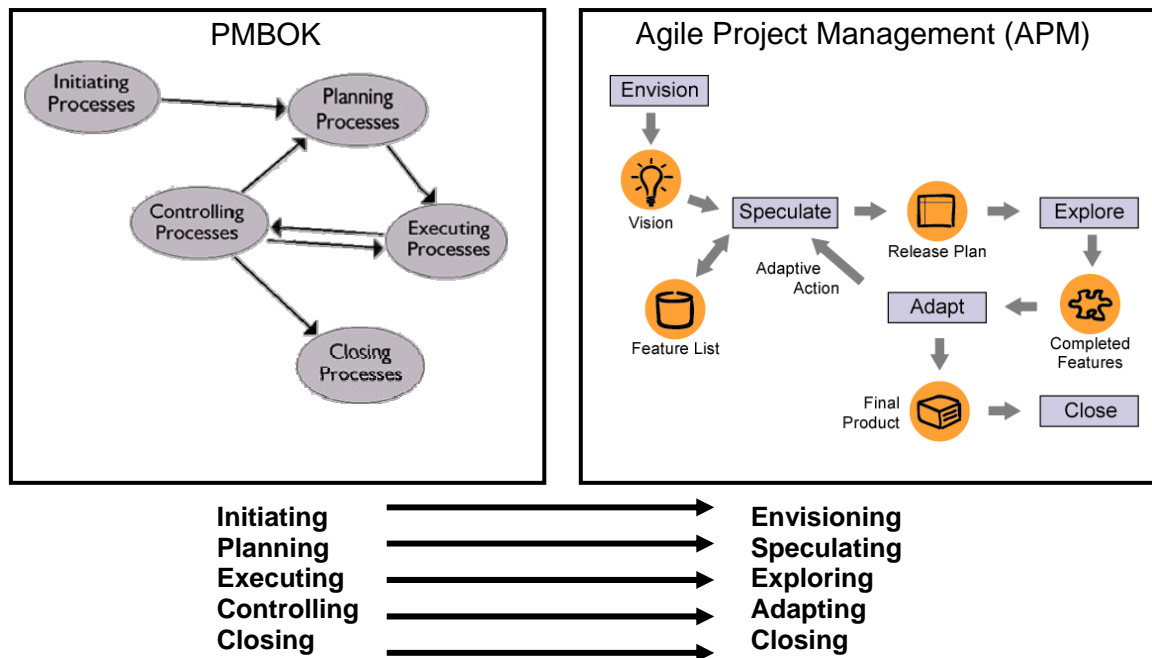 PMBOK
Initiating
Processes
Planning
Processes
Controlling
Processes
Executing
Processes
Closing
Processes
Agile Project Management (APM)
Envision
Vision
Speculate
Feature List
Release Plan
Explore
Adaptive
Action
Adapt
Completed
Features
Final
Product
Close
Initiating
Planning
Executing
Controlling
Closing
Envisioning
Speculating
Exploring
Adapting
Closing